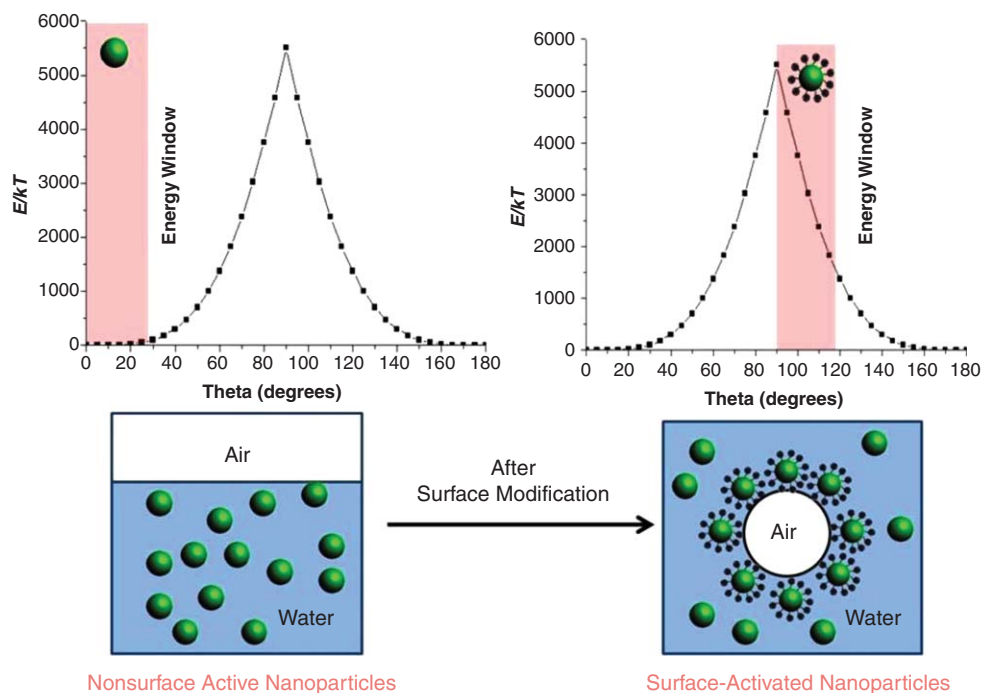 6000
5000
4000
3000
2000
1000
0
E/kT
Energy Window
0 20 40 60 80 100 120 140 160 180
Theta (degrees)
6000
5000
4000
3000
2000
1000
0
E/kT
Energy Window
0 20 40 60 80 100 120 140 160 180
Theta (degrees)
Air
Water
After
Surface Modification
Air
Water
Nonsurface Active Nanoparticles
Surface-Activated Nanoparticles